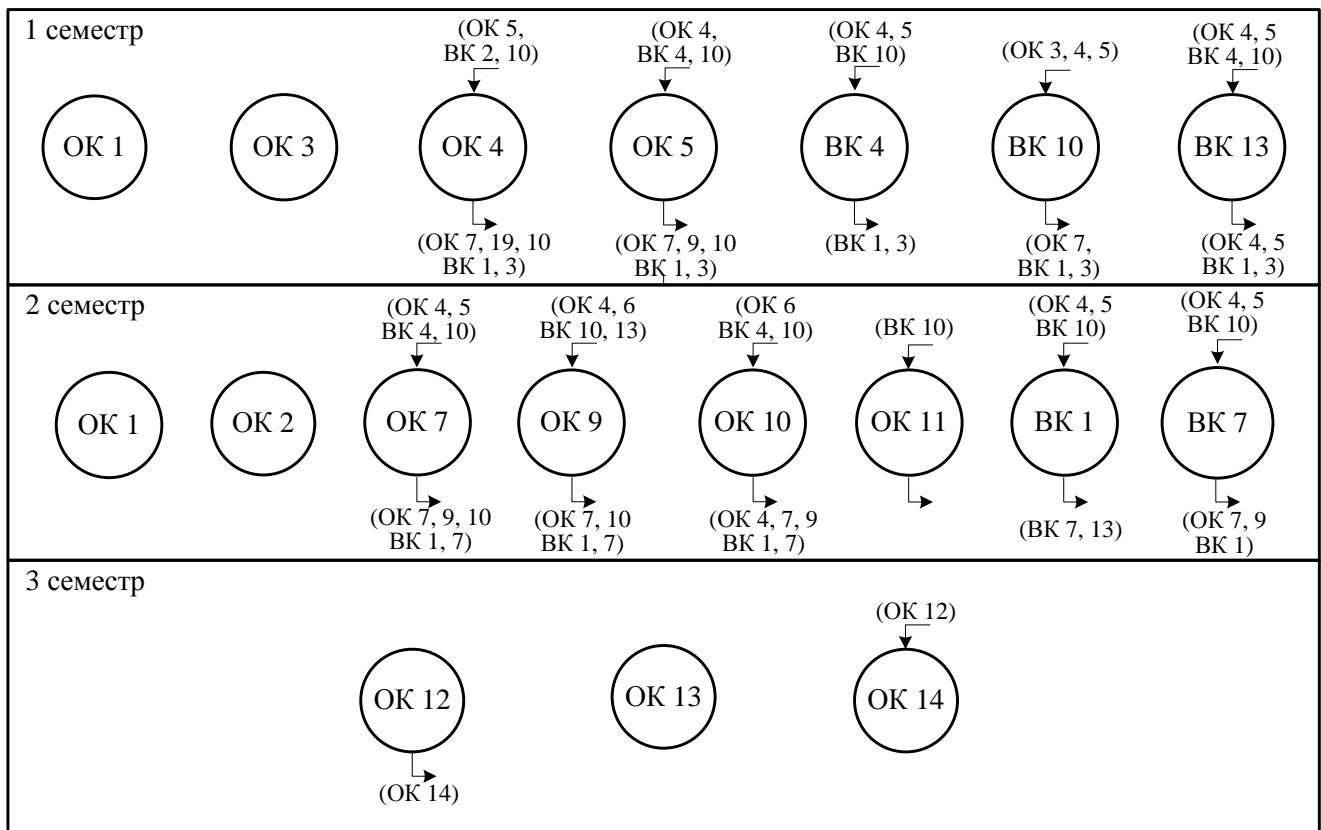 1 семестр
(ОК 5,
ВК 2, 10)
(ОК 4,
ВК 4, 10)
(ОК 4, 5
ВК 10)
(ОК 3, 4, 5)
(ОК 4, 5
ВК 4, 10)
ОК 1
ОК 3
ОК 4
ОК 5
ВК 4
ВК 10
ВК 13
(ОК 7, 19, 10
ВК 1, 3)
(ОК 7, 9, 10
ВК 1, 3)
(ВК 1, 3)
(ОК 7,
ВК 1, 3)
(ОК 4, 5
ВК 1, 3)
2 семестр
(ОК 4, 5
ВК 4, 10)
(ОК 4, 6
ВК 10, 13)
(ОК 6
ВК 4, 10)
(ВК 10)
(ОК 4, 5
ВК 10)
(ОК 4, 5
ВК 10)
ОК 1
ОК 2
ОК 7
ОК 9
ОК 10
ОК 11
ВК 1
ВК 7
(ОК 7, 9, 10
ВК 1, 7)
(ОК 7, 10
ВК 1, 7)
(ОК 4, 7, 9
ВК 1, 7)
(ВК 7, 13)
(ОК 7, 9
ВК 1)
3 семестр
(ОК 12)
ОК 12
ОК 13
ОК 14
(ОК 14)